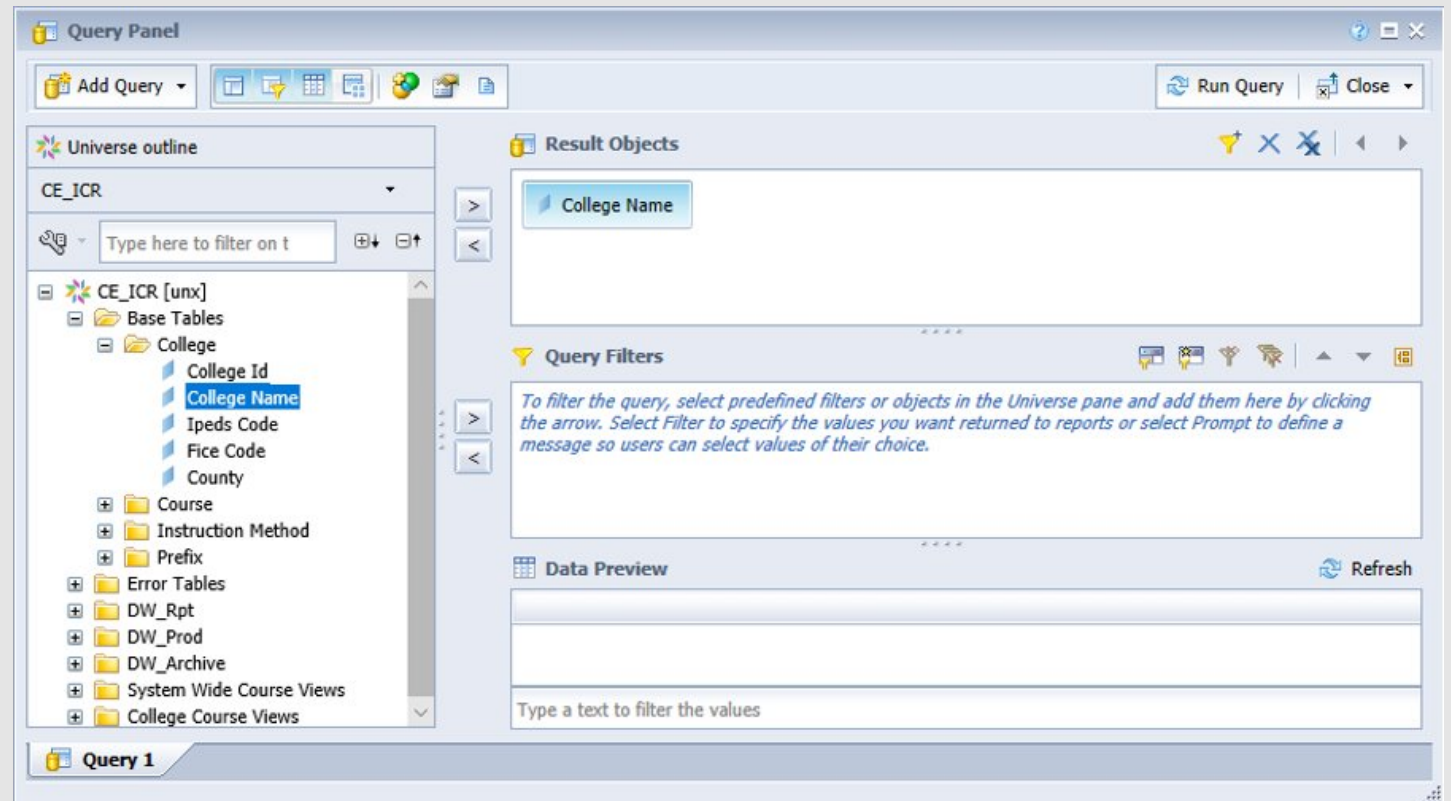 Query Panel
Add Query
Run Query
Close
Universe outline
CE_ICR
Type here to filter on t
CE_ICR [unx]
Base Tables
College
College Id
College Name
Ipeds Code
Fice Code
County
Course
Instruction Method
Prefix
Error Tables
DW_Rpt
DW_Prod
DW_Archive
System Wide Course Views
College Course Views
Result Objects
College Name
Query Filters
To filter the query, select predefined filters or objects in the Universe pane and add them here by clicking
the arrow. Select Filter to specify the values you want returned to reports or select Prompt to define a
message so users can select values of their choice.
Data Preview
Refresh
Type a text to filter the values
Query 1